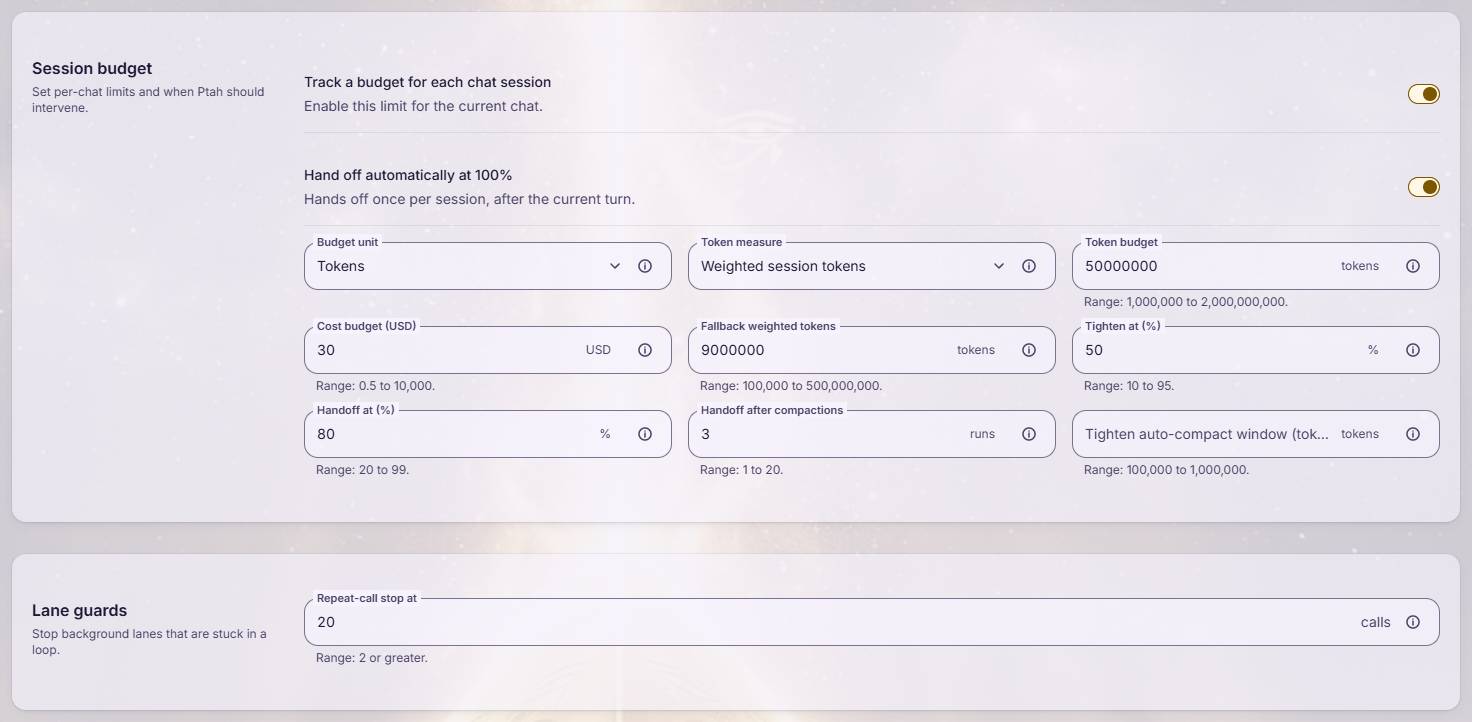 Session budget
Set per-chat limits and when Ptah should
intervene.
Track a budget for each chat session
Enable this limit for the current chat.
Hand off automatically at 100%
Hands off once per session, after the current turn.
Budget unit
Tokens
Token measure
Weighted session tokens
Token budget
50000000 tokens
Range: 1,000,000 to 2,000,000,000.
Cost budget (USD)
30 USD
Range: 0.5 to 10,000.
Fallback weighted tokens
9000000 tokens
Range: 100,000 to 500,000,000.
Tighten at (%)
50 %
Range: 10 to 95.
Handoff at (%)
80 %
Range: 20 to 99.
Handoff after compactions
3 runs
Range: 1 to 20.
Tighten auto-compact window (tok... tokens
Range: 100,000 to 1,000,000.
Lane guards
Stop background lanes that are stuck in a
loop.
Repeat-call stop at
20 calls
Range: 2 or greater.